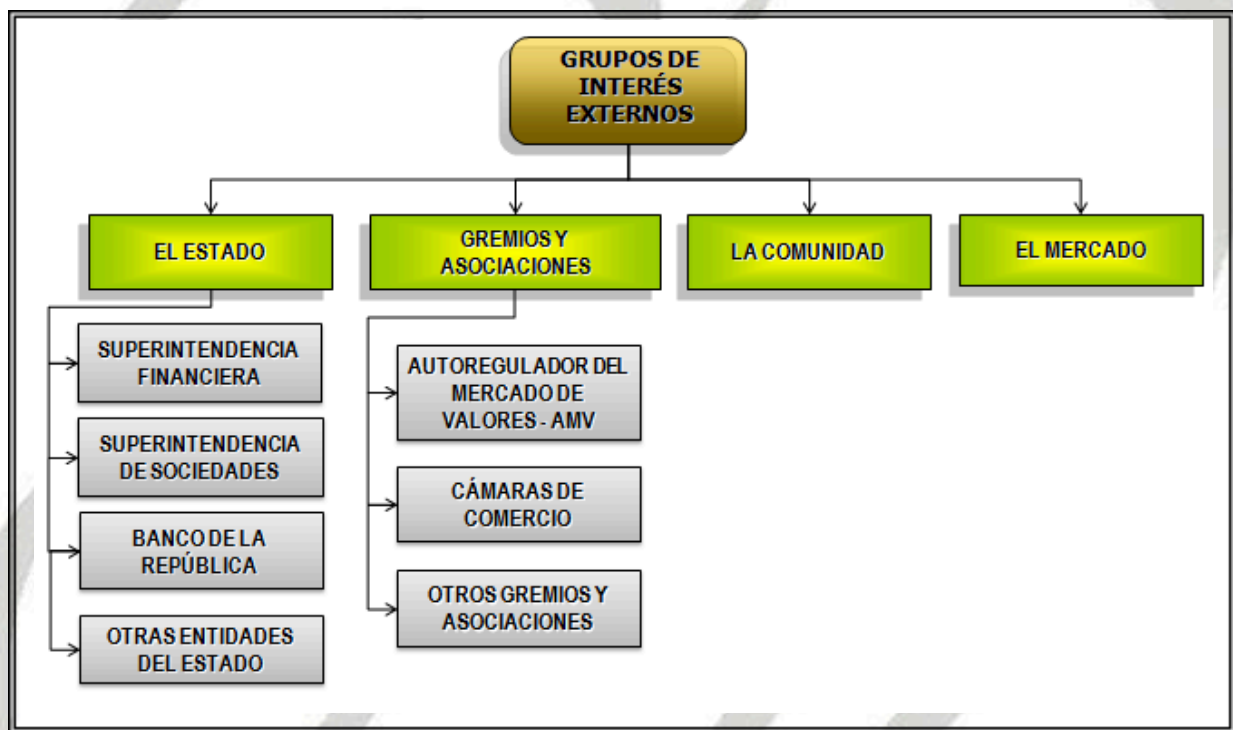 GRUPOS DE
INTERÉS
EXTERNOS
EL ESTADO
GREMIOS Y
ASOCIACIONES
LA COMUNIDAD
EL MERCADO
SUPERINTENDENCIA
FINANCIERA
SUPERINTENDENCIA
DE SOCIEDADES
BANCO DE LA
REPÚBLICA
OTRAS ENTIDADES
DEL ESTADO
AUTOREGULADOR DEL
MERCADO DE
VALORES - AMV
CÁMARAS DE
COMERCIO
OTROS GREMIOS Y
ASOCIACIONES